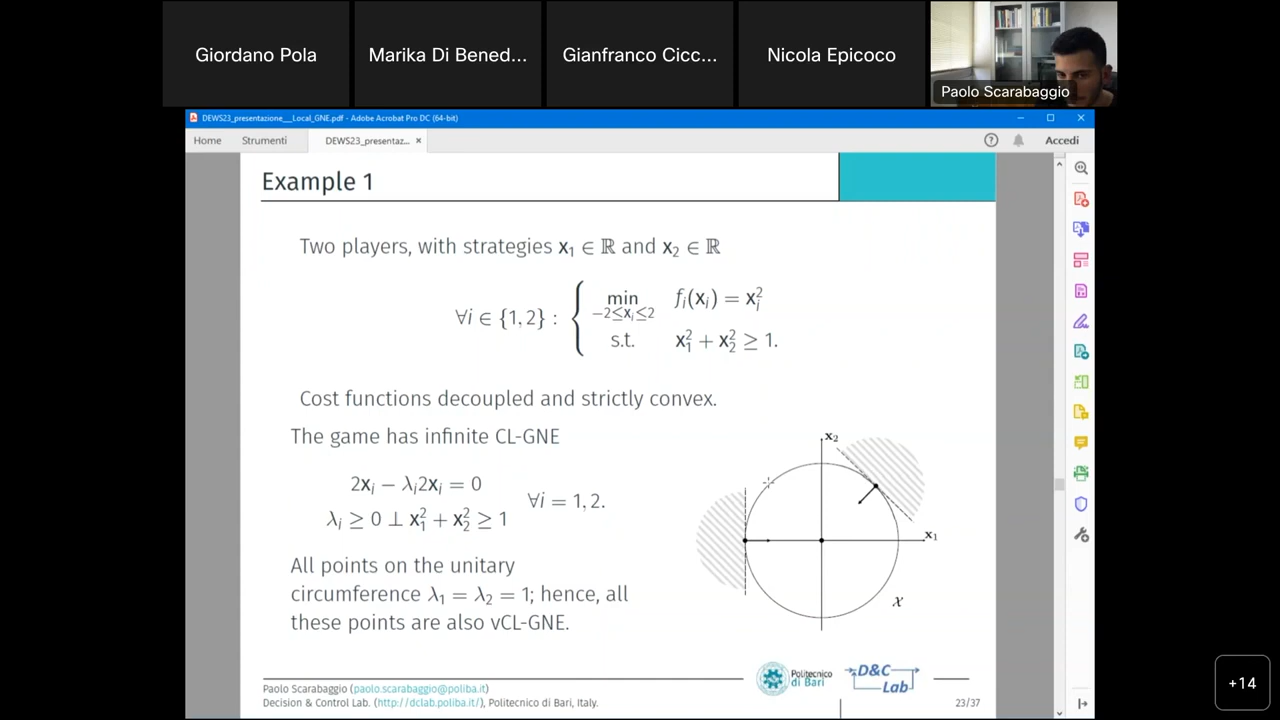 Giordano Pola
Marika Di Bened...
Gianfranco Cicc...
Nicola Epicoco
Paolo Scarabaggio
DEWS23_presentazione__Local_GNE.pdf - Adobe Acrobat Pro DC (64-bit)
Home Strumenti DEWS23_presentaz... × Accedi
Example 1
Two players, with strategies x₁ ∈ ℝ and x₂ ∈ ℝ
min fᵢ(xᵢ) = xᵢ²
∀i ∈ {1, 2} : −2≤xᵢ≤2
s.t. x₁² + x₂² ≥ 1.
Cost functions decoupled and strictly convex.
The game has infinite CL-GNE
2xᵢ − λᵢ2xᵢ = 0
∀i = 1, 2.
λᵢ ≥ 0 ⊥ x₁² + x₂² ≥ 1
All points on the unitary
circumference λ₁ = λ₂ = 1; hence, all
these points are also vCL-GNE.
x₂
x₁
𝒳
Paolo Scarabaggio (paolo.scarabaggio@poliba.it)
Decision & Control Lab. (http://dclab.poliba.it/), Politecnico di Bari, Italy.
Politecnico
di Bari
D&C
Lab
23/37
+14